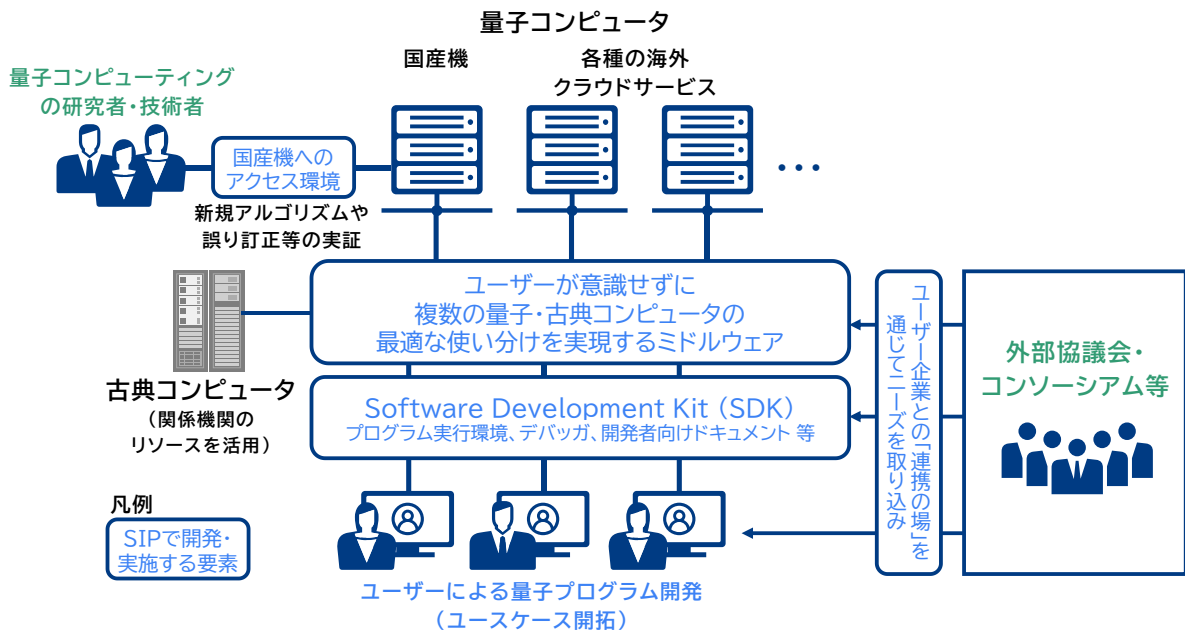 量子コンピュータ
国産機
各種の海外
クラウドサービス
量子コンピューティング
の研究者・技術者
国産機への
アクセス環境
新規アルゴリズムや
誤り訂正等の実証
・・・
ユーザーが意識せずに
複数の量子・古典コンピュータの
最適な使い分けを実現するミドルウェア
古典コンピュータ
（関係機関の
リソースを活用）
Software Development Kit（SDK）
プログラム実行環境、デバッガ、開発者向けドキュメント 等
ユーザー企業との「連携の場」を
通じてニーズを取り込み
外部協議会・
コンソーシアム等
凡例
SIPで開発・
実施する要素
ユーザーによる量子プログラム開発
（ユースケース開拓）